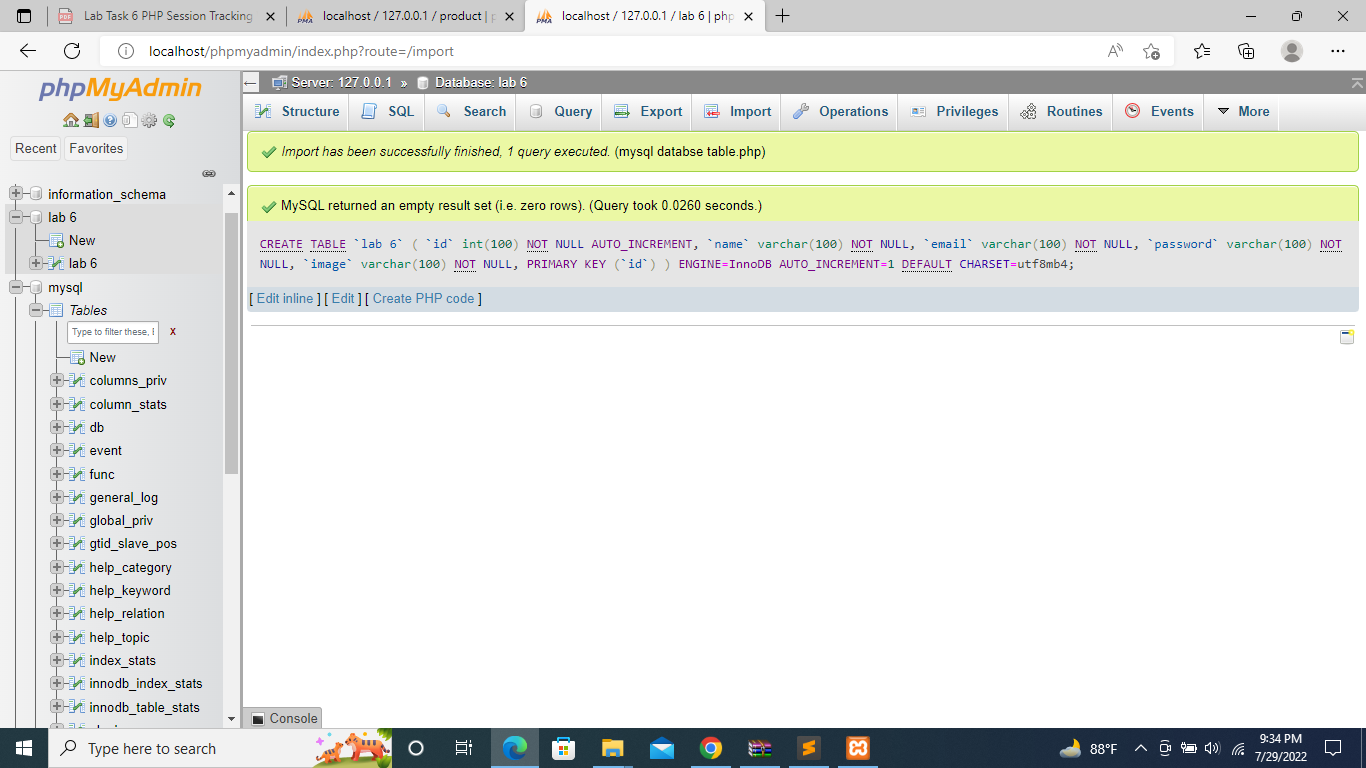 Lab Task 6 PHP Session Tracking
localhost / 127.0.0.1 / product | p
localhost / 127.0.0.1 / lab 6 | php
localhost/phpmyadmin/index.php?route=/import
phpMyAdmin
Recent Favorites
information_schema
lab 6
New
lab 6
mysql
Tables
Type to filter these, E
X
New
columns_priv
column_stats
db
event
func
general_log
global_priv
gtid_slave_pos
help_category
help_keyword
help_relation
help_topic
index_stats
innodb_index_stats
innodb_table_stats
Server: 127.0.0.1 » Database: lab 6
Structure SQL Search Query Export Import Operations Privileges Routines Events More
Import has been successfully finished, 1 query executed. (mysql databse table.php)
MySQL returned an empty result set (i.e. zero rows). (Query took 0.0260 seconds.)
CREATE TABLE `lab 6` ( `id` int(100) NOT NULL AUTO_INCREMENT, `name` varchar(100) NOT NULL, `email` varchar(100) NOT NULL, `password` varchar(100) NOT
NULL, `image` varchar(100) NOT NULL, PRIMARY KEY (`id`) ) ENGINE=InnoDB AUTO_INCREMENT=1 DEFAULT CHARSET=utf8mb4;
[ Edit inline ] [ Edit ] [ Create PHP code ]
Console
Type here to search
88°F
9:34 PM
7/29/2022